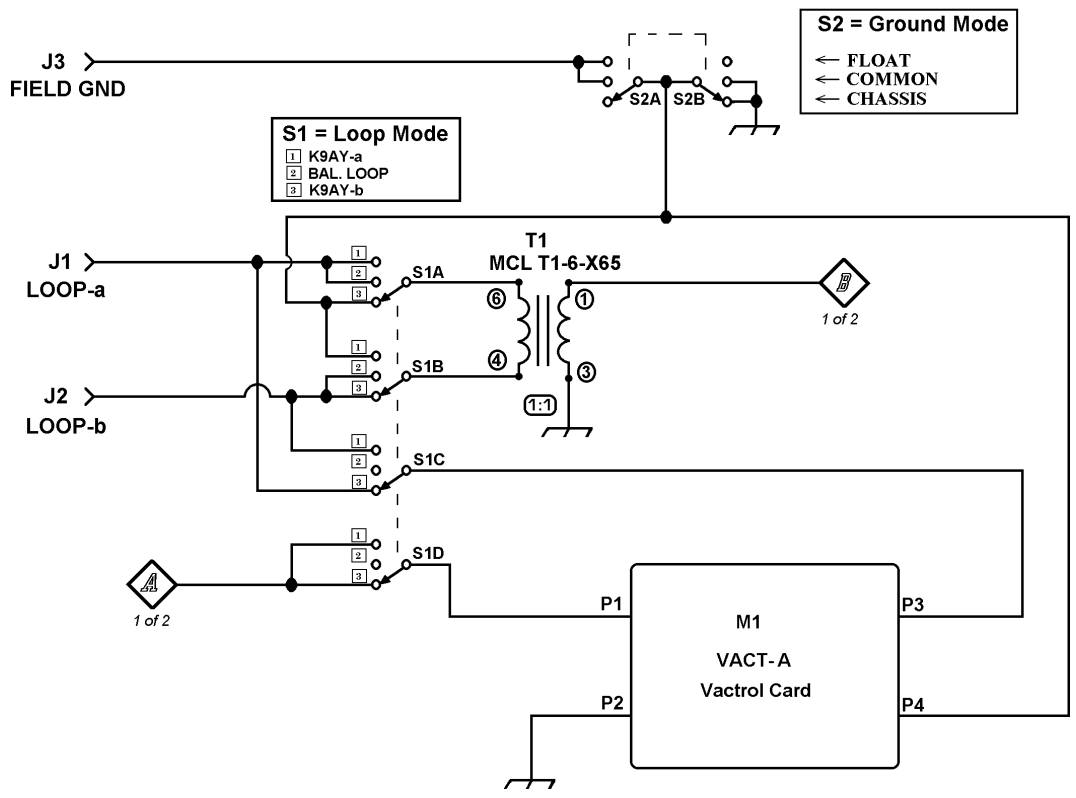 J3
FIELD GND
S2A
S2B
S2 = Ground Mode
← FLOAT
← COMMON
← CHASSIS
S1 = Loop Mode
1 K9AY-a
2 BAL. LOOP
3 K9AY-b
J1
LOOP-a
1
2
3
S1A
T1
MCL T1-6-X65
6
1
4
3
1:1
B
1 of 2
J2
LOOP-b
1
2
3
S1B
1
2
3
S1C
1
2
3
S1D
A
1 of 2
P1
P2
P3
P4
M1
VACT-A
Vactrol Card